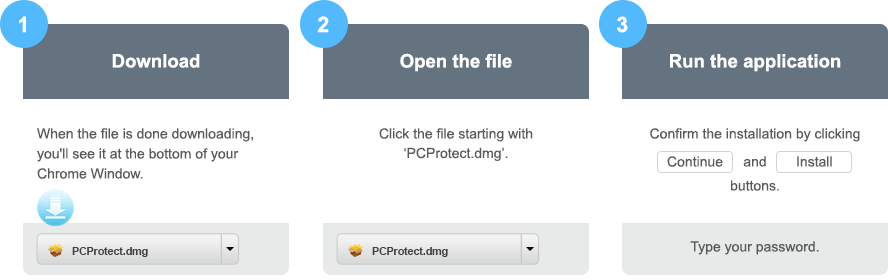 1
Download
When the file is done downloading,
you'll see it at the bottom of your
Chrome Window.
PCProtect.dmg
2
Open the file
Click the file starting with
‘PCProtect.dmg’.
PCProtect.dmg
3
Run the application
Confirm the installation by clicking
Continue and Install
buttons.
Type your password.